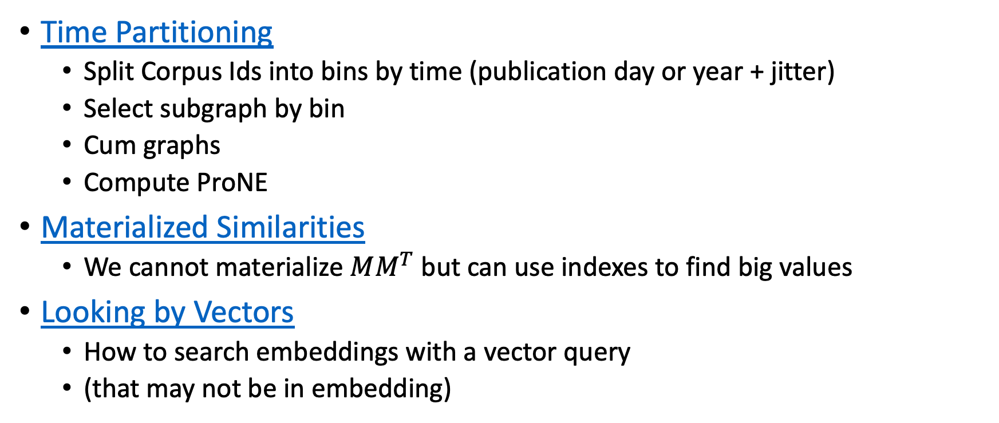 • Time Partitioning
• Split Corpus Ids into bins by time (publication day or year + jitter)
• Select subgraph by bin
• Cum graphs
• Compute ProNE
• Materialized Similarities
• We cannot materialize 𝑀𝑀ᵀ but can use indexes to find big values
• Looking by Vectors
• How to search embeddings with a vector query
• (that may not be in embedding)